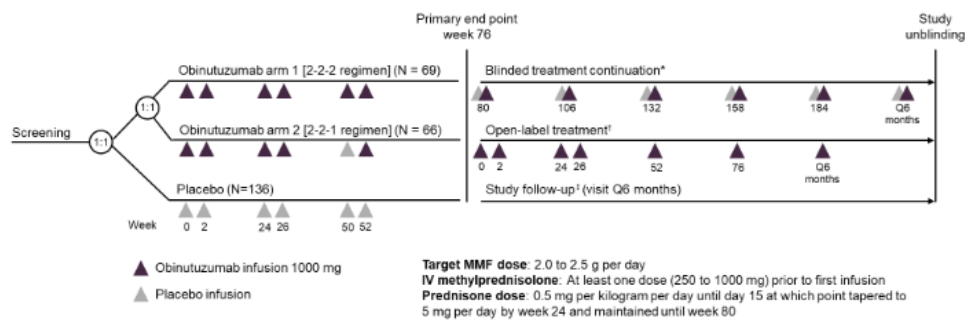 Primary end point
week 76
Study
unblinding
Obinutuzumab arm 1 [2-2-2 regimen] (N = 69)
Blinded treatment continuation*
80 106 132 158 184 Q6
months
1:1
Screening
1:1
Obinutuzumab arm 2 [2-2-1 regimen] (N = 66)
Open-label treatment†
0 2 24 26 52 76 Q6
months
Placebo (N=136)
Study follow-up‡ (visit Q6 months)
Week 0 2 24 26 50 52
Obinutuzumab infusion 1000 mg
Placebo infusion
Target MMF dose: 2.0 to 2.5 g per day
IV methylprednisolone: At least one dose (250 to 1000 mg) prior to first infusion
Prednisone dose: 0.5 mg per kilogram per day until day 15 at which point tapered to
5 mg per day by week 24 and maintained until week 80